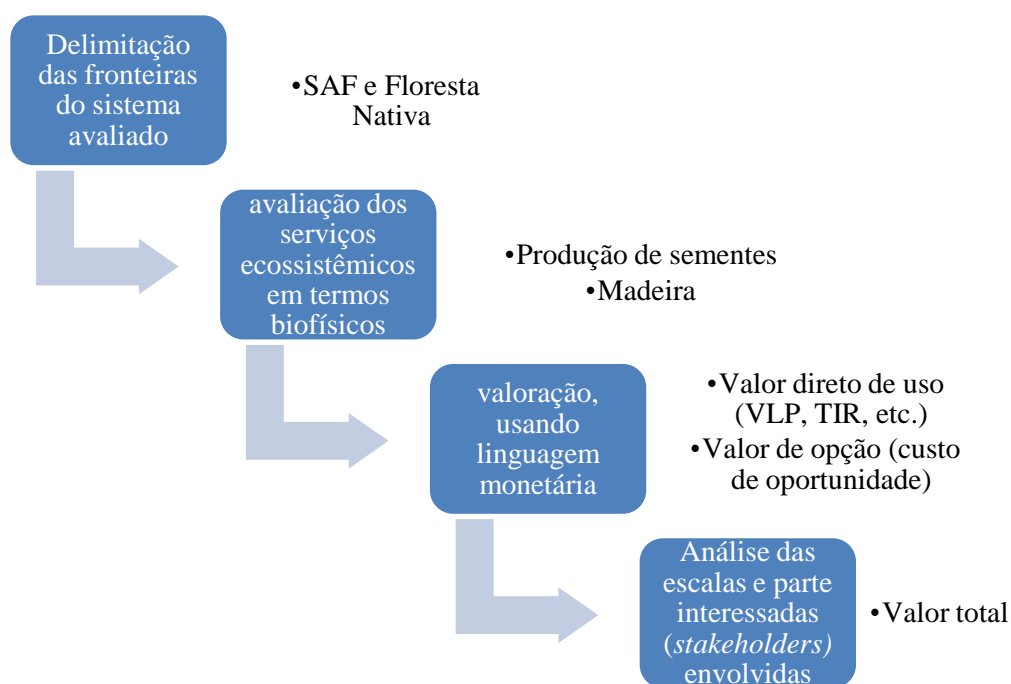 Delimitação
das fronteiras
do sistema
avaliado
•SAF e Floresta
Nativa
avaliação dos
serviços
ecossistêmicos
em termos
biofísicos
•Produção de sementes
•Madeira
valoração,
usando
linguagem
monetária
•Valor direto de uso
(VLP, TIR, etc.)
•Valor de opção (custo
de oportunidade)
Análise das
escalas e parte
interessadas
(stakeholders)
envolvidas
•Valor total